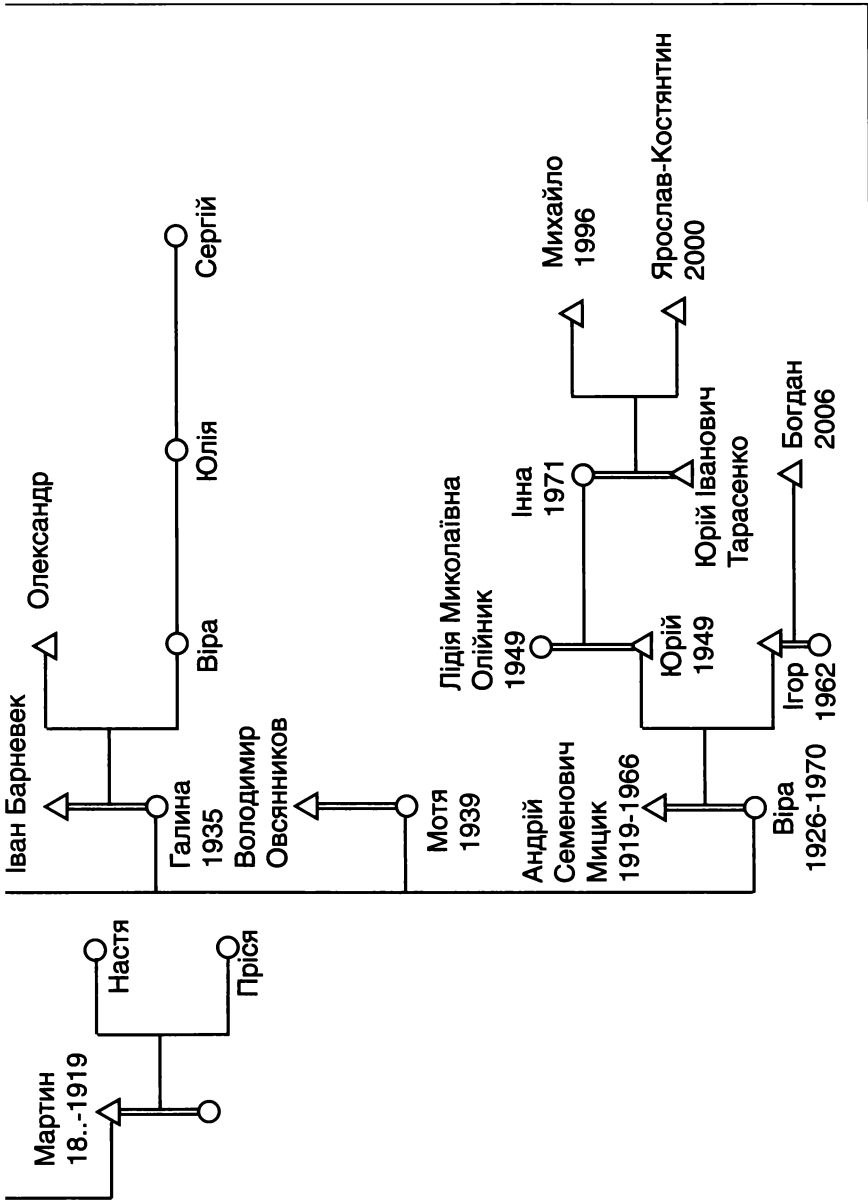 Мартин
18..-1919
Настя
Пріся
Іван Барневек
Галина
1935
Олександр
Віра
Юлія
Сергій
Володимир
Овсянников
Мотя
1939
Андрій
Семенович
Мицик
1919-1966
Віра
1926-1970
Лідія Миколаївна
Олійник
1949
Юрій
1949
Ігор
1962
Інна
1971
Юрій Іванович
Тарасенко
Богдан
2006
Михайло
1996
Ярослав-Костянтин
2000